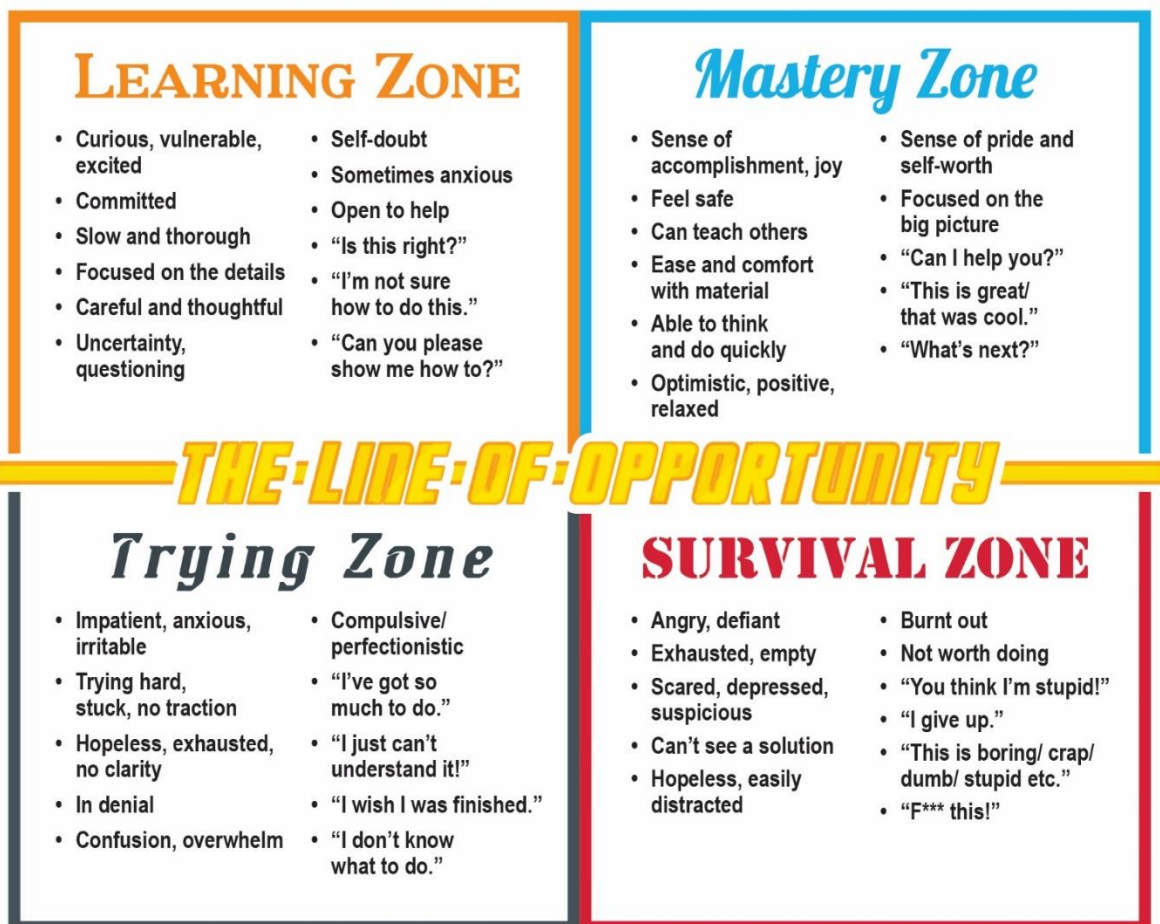 LEARNING ZONE
• Curious, vulnerable,
excited
• Committed
• Slow and thorough
• Focused on the details
• Careful and thoughtful
• Uncertainty,
questioning
• Self-doubt
• Sometimes anxious
• Open to help
• “Is this right?”
• “I’m not sure
how to do this.”
• “Can you please
show me how to?”
Mastery Zone
• Sense of
accomplishment, joy
• Feel safe
• Can teach others
• Ease and comfort
with material
• Able to think
and do quickly
• Optimistic, positive,
relaxed
• Sense of pride and
self-worth
• Focused on the
big picture
• “Can I help you?”
• “This is great/
that was cool.”
• “What’s next?”
THE·LINE·OF·OPPORTUNITY
Trying Zone
• Impatient, anxious,
irritable
• Trying hard,
stuck, no traction
• Hopeless, exhausted,
no clarity
• In denial
• Confusion, overwhelm
• Compulsive/
perfectionistic
• “I’ve got so
much to do.”
• “I just can’t
understand it!”
• “I wish I was finished.”
• “I don’t know
what to do.”
SURVIVAL ZONE
• Angry, defiant
• Exhausted, empty
• Scared, depressed,
suspicious
• Can’t see a solution
• Hopeless, easily
distracted
• Burnt out
• Not worth doing
• “You think I’m stupid!”
• “I give up.”
• “This is boring/ crap/
dumb/ stupid etc.”
• “F*** this!”